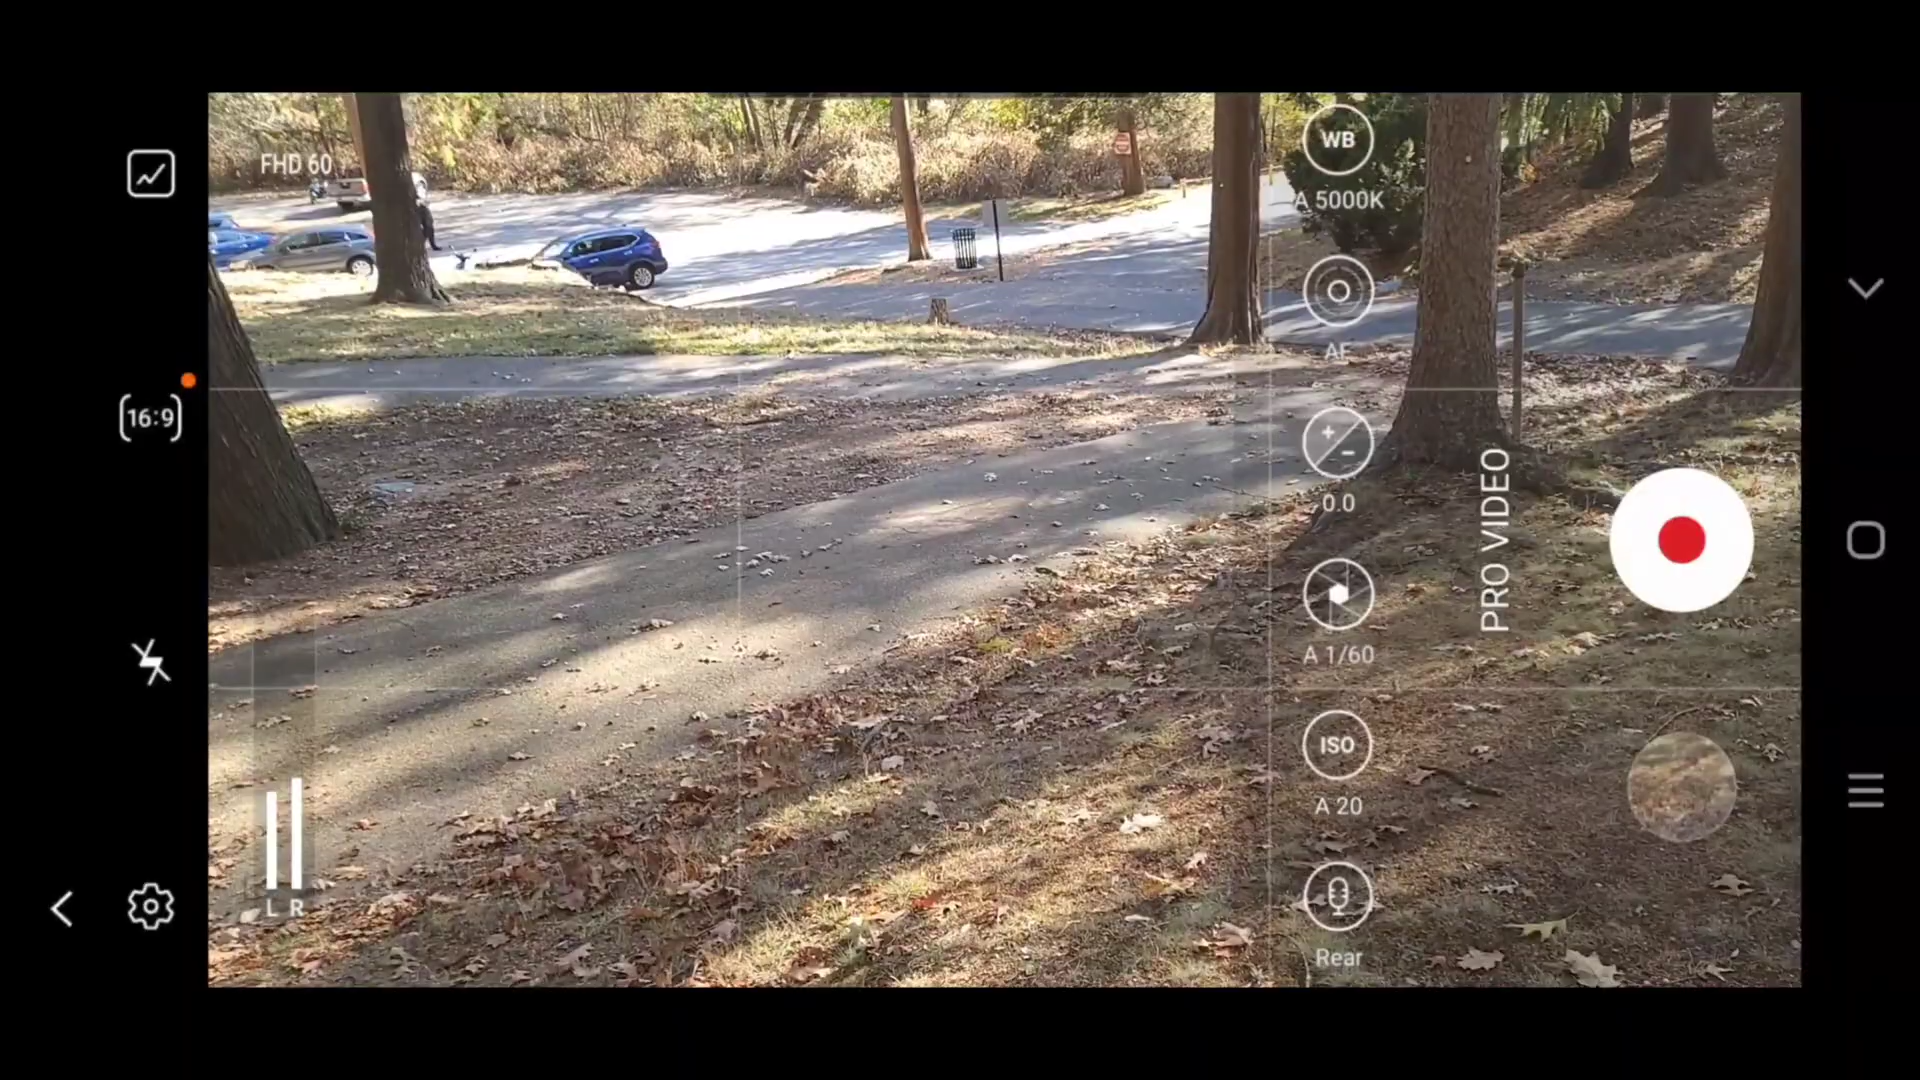 FHD 60
16:9
L R
WB
A 5000K
AF
0.0
A 1/60
ISO
A 20
Rear
PRO VIDEO